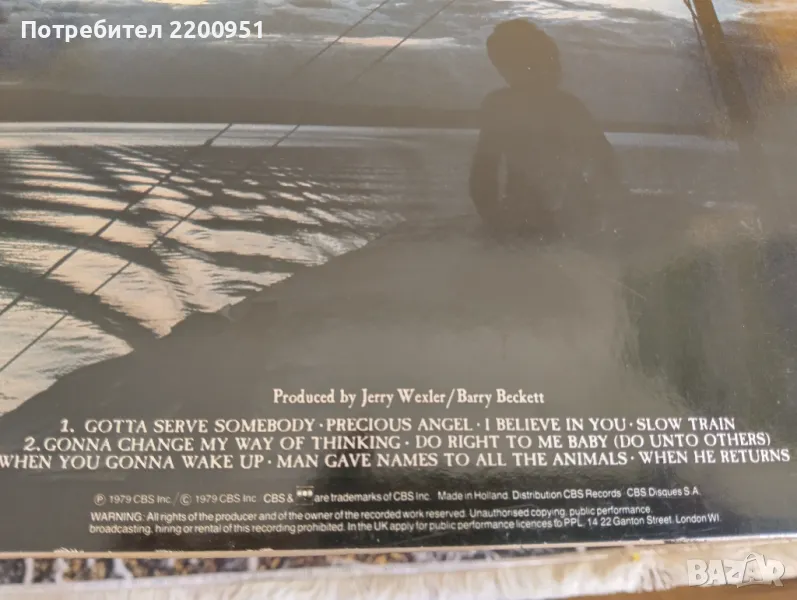 Потребител 2200951
Produced by Jerry Wexler/Barry Beckett
1. GOTTA SERVE SOMEBODY · PRECIOUS ANGEL · I BELIEVE IN YOU · SLOW TRAIN
2. GONNA CHANGE MY WAY OF THINKING · DO RIGHT TO ME BABY (DO UNTO OTHERS)
WHEN YOU GONNA WAKE UP · MAN GAVE NAMES TO ALL THE ANIMALS · WHEN HE RETURNS
℗ 1979 CBS Inc. / © 1979 CBS Inc. CBS & are trademarks of CBS Inc. Made in Holland. Distribution CBS Records CBS Disques S.A.
WARNING: All rights of the producer and of the owner of the recorded work reserved. Unauthorised copying, public performance,
broadcasting, hiring or rental of this recording prohibited. In the UK apply for public performance licences to PPL, 14 22 Ganton Street, London W1.
BAZAR